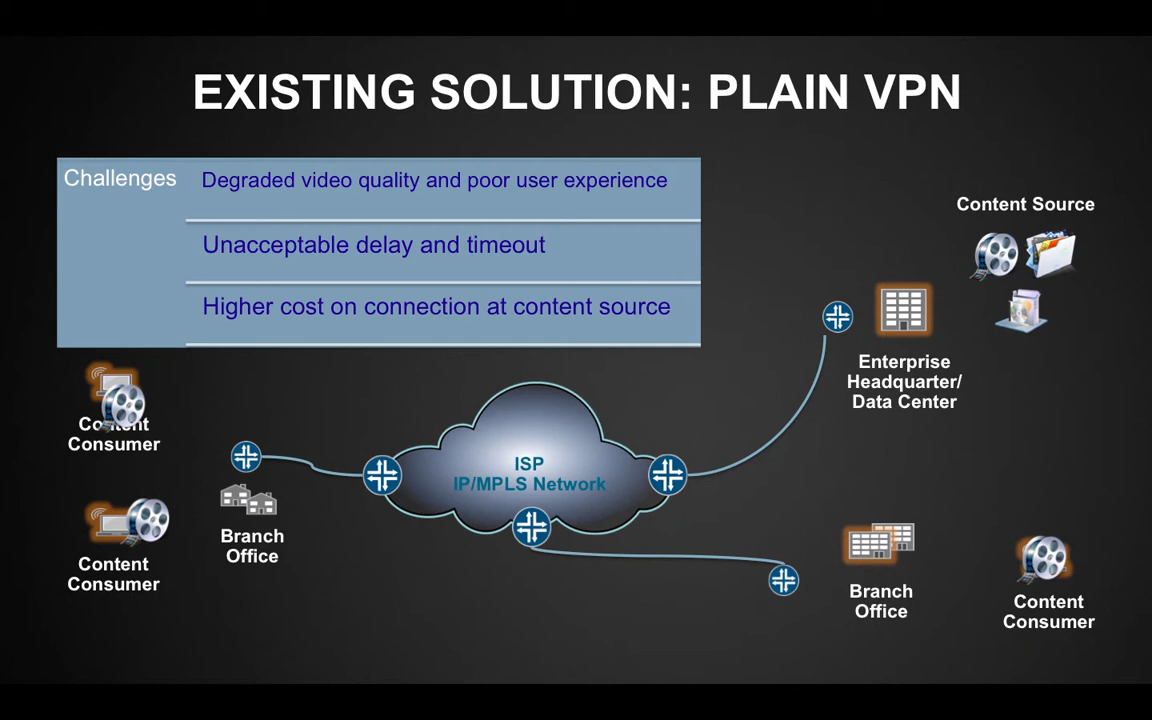 EXISTING SOLUTION: PLAIN VPN
Challenges
Degraded video quality and poor user experience
Unacceptable delay and timeout
Higher cost on connection at content source
Content Source
Enterprise
Headquarter/
Data Center
Content
Consumer
ISP
IP/MPLS Network
Branch
Office
Content
Consumer
Branch
Office
Content
Consumer